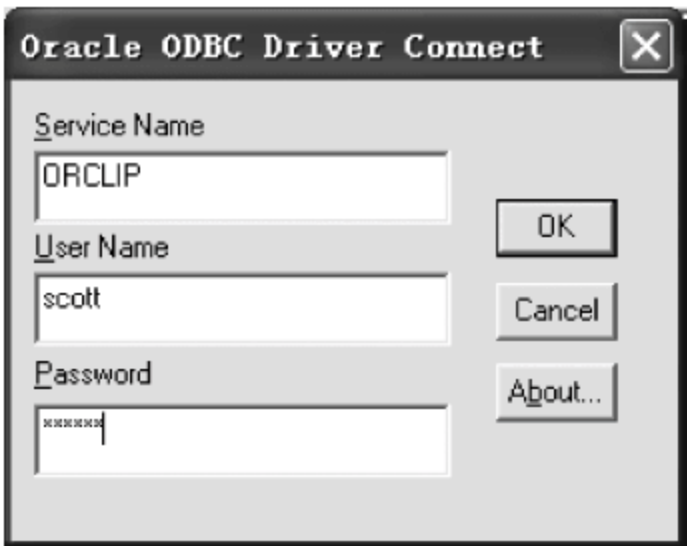 Oracle ODBC Driver Connect
Service Name
ORCLIP
OK
User Name
scott
Cancel
Password
About...
******